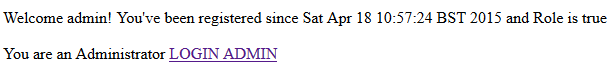 Welcome admin! You've been registered since Sat Apr 18 10:57:24 BST 2015 and Role is true
You are an Administrator LOGIN ADMIN